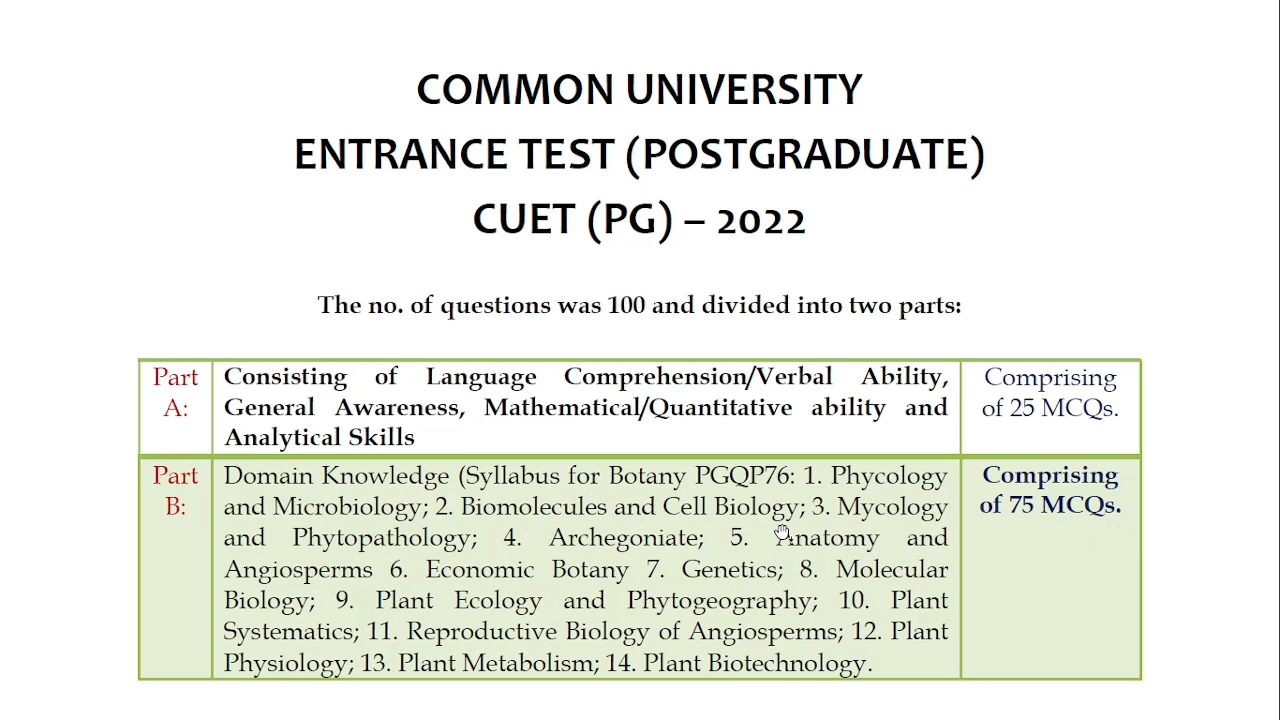 COMMON UNIVERSITY
ENTRANCE TEST (POSTGRADUATE)
CUET (PG) – 2022
The no. of questions was 100 and divided into two parts:
Part
A:
Consisting of Language Comprehension/Verbal Ability,
General Awareness, Mathematical/Quantitative ability and
Analytical Skills
Comprising
of 25 MCQs.
Part
B:
Domain Knowledge (Syllabus for Botany PGQP76: 1. Phycology
and Microbiology; 2. Biomolecules and Cell Biology; 3. Mycology
and Phytopathology; 4. Archegoniate; 5. Anatomy and
Angiosperms 6. Economic Botany 7. Genetics; 8. Molecular
Biology; 9. Plant Ecology and Phytogeography; 10. Plant
Systematics; 11. Reproductive Biology of Angiosperms; 12. Plant
Physiology; 13. Plant Metabolism; 14. Plant Biotechnology.
Comprising
of 75 MCQs.